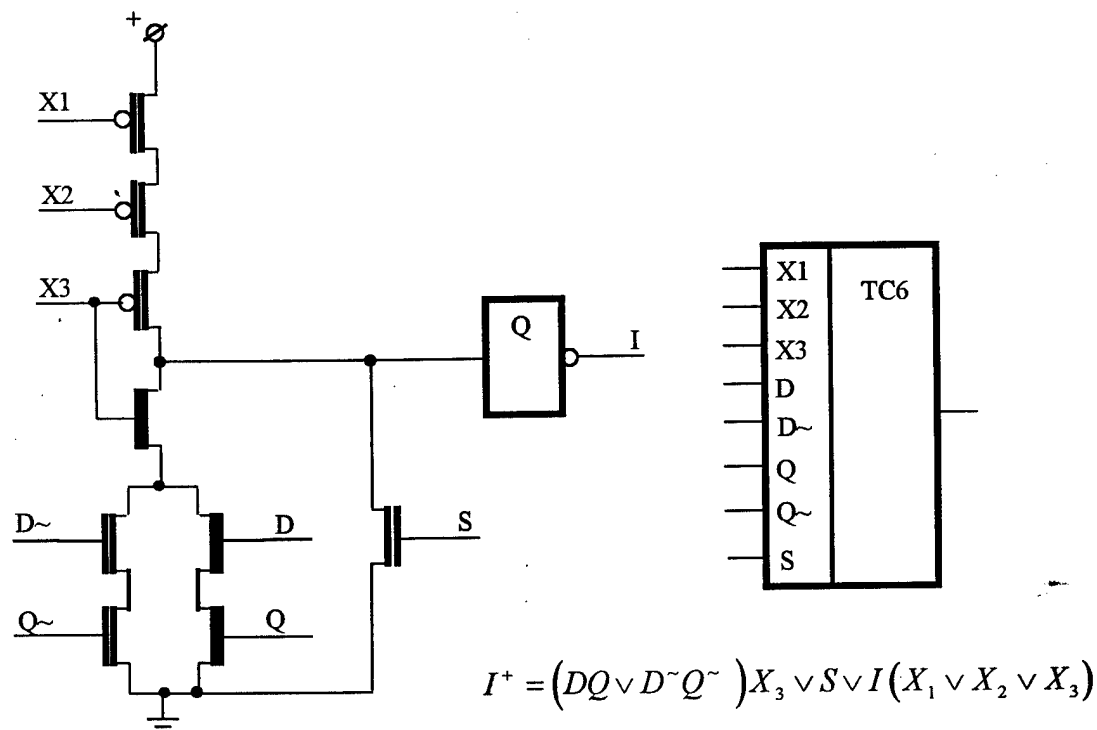 +
X1
X2
X3
Q
I
D~
D
S
Q~
Q
X1
X2
X3
D
D~
Q
Q~
S
TC6
I⁺ = (DQ ∨ D˜Q˜ )X₃ ∨ S ∨ I(X₁ ∨ X₂ ∨ X₃)